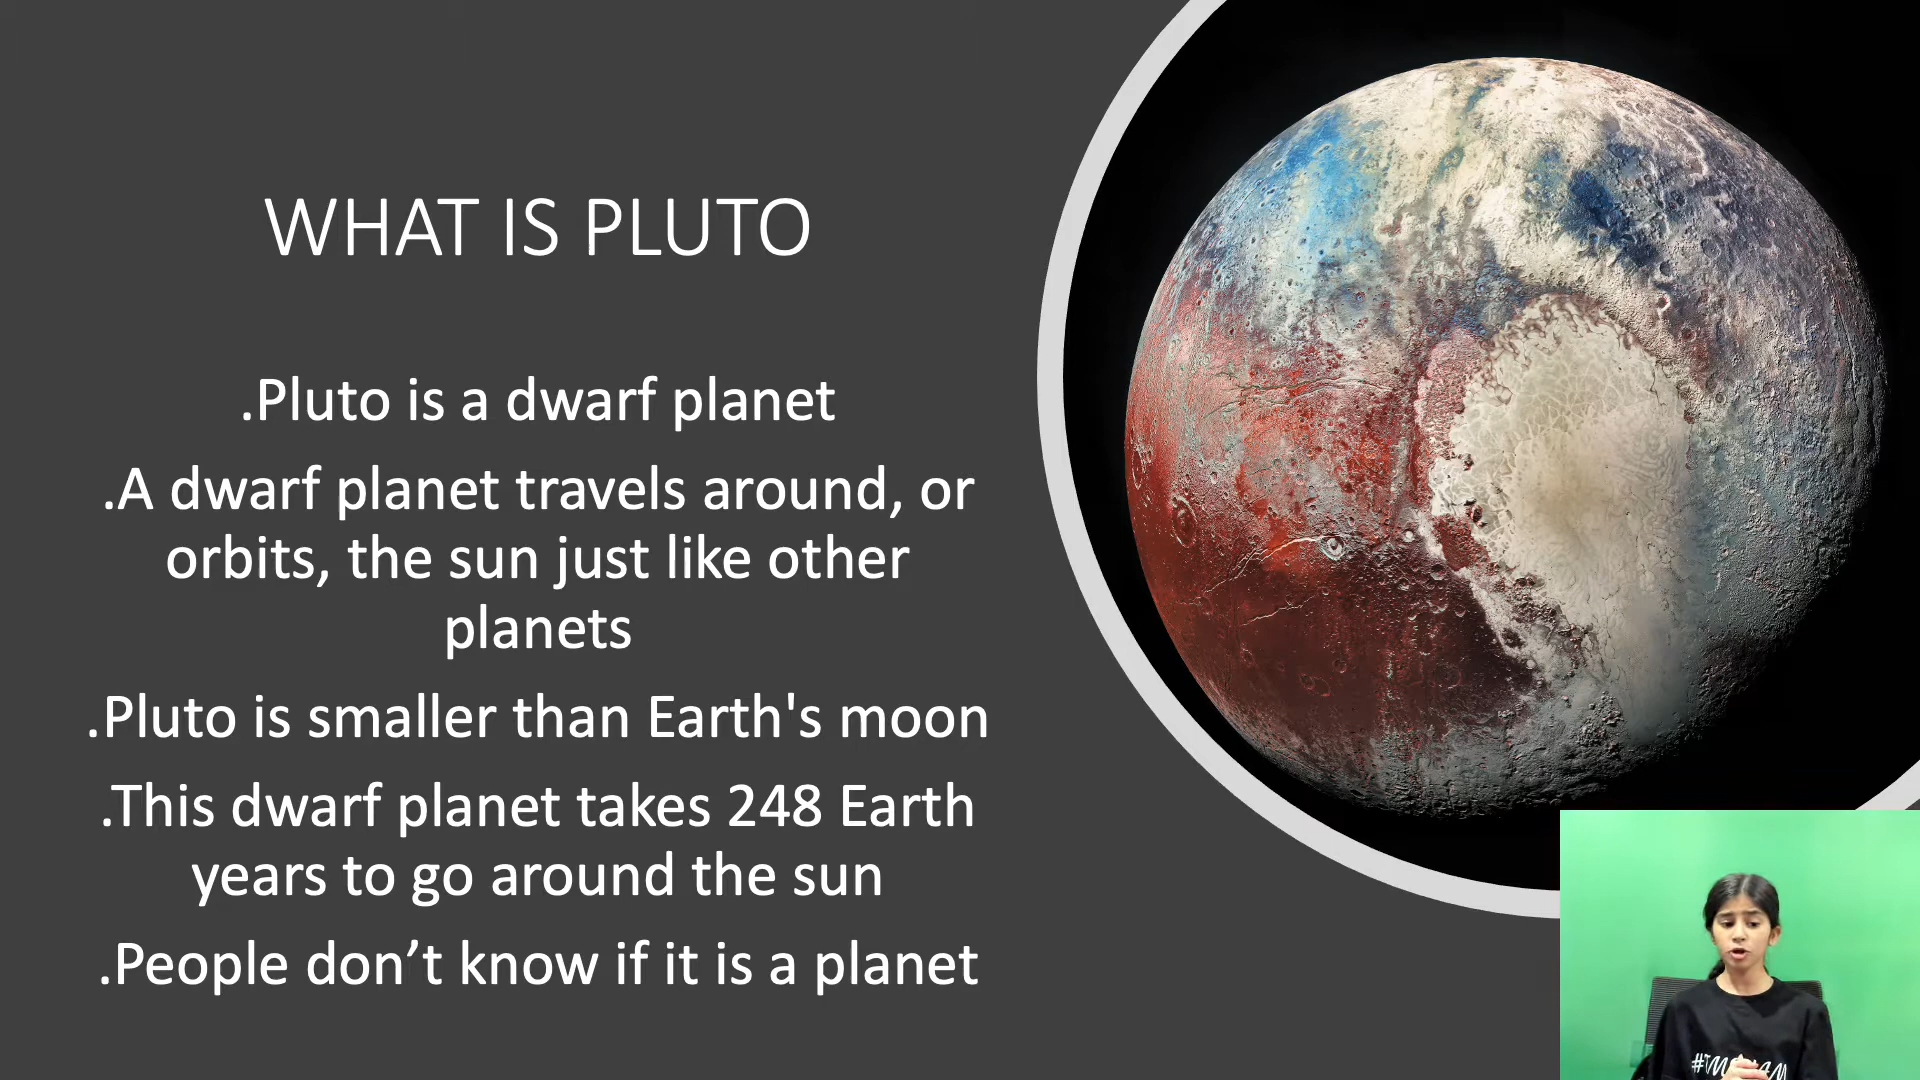 WHAT IS PLUTO
.Pluto is a dwarf planet
.A dwarf planet travels around, or
orbits, the sun just like other
planets
.Pluto is smaller than Earth's moon
.This dwarf planet takes 248 Earth
years to go around the sun
.People don’t know if it is a planet